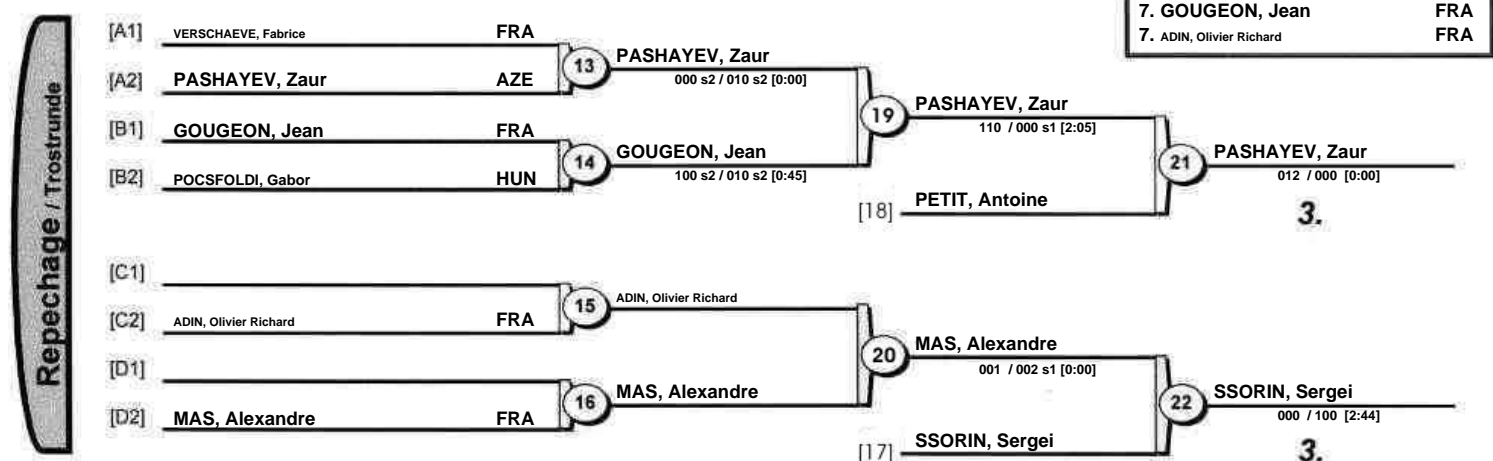 7. GOUGEON, Jean FRA
7. ADIN, Olivier Richard FRA
Repechage / Trostrunde
[A1] VERSCHAEVE, Fabrice FRA
13 PASHAYEV, Zaur
[A2] PASHAYEV, Zaur AZE
000 s2 / 010 s2 [0:00]
19 PASHAYEV, Zaur
110 / 000 s1 [2:05]
[B1] GOUGEON, Jean FRA
14 GOUGEON, Jean
[B2] POCSFOLDI, Gabor HUN
100 s2 / 010 s2 [0:45]
21 PASHAYEV, Zaur
012 / 000 [0:00]
[18] PETIT, Antoine
3.
[C1]
15 ADIN, Olivier Richard
[C2] ADIN, Olivier Richard FRA
20 MAS, Alexandre
001 / 002 s1 [0:00]
[D1]
16 MAS, Alexandre
[D2] MAS, Alexandre FRA
22 SSORIN, Sergei
000 / 100 [2:44]
[17] SSORIN, Sergei
3.